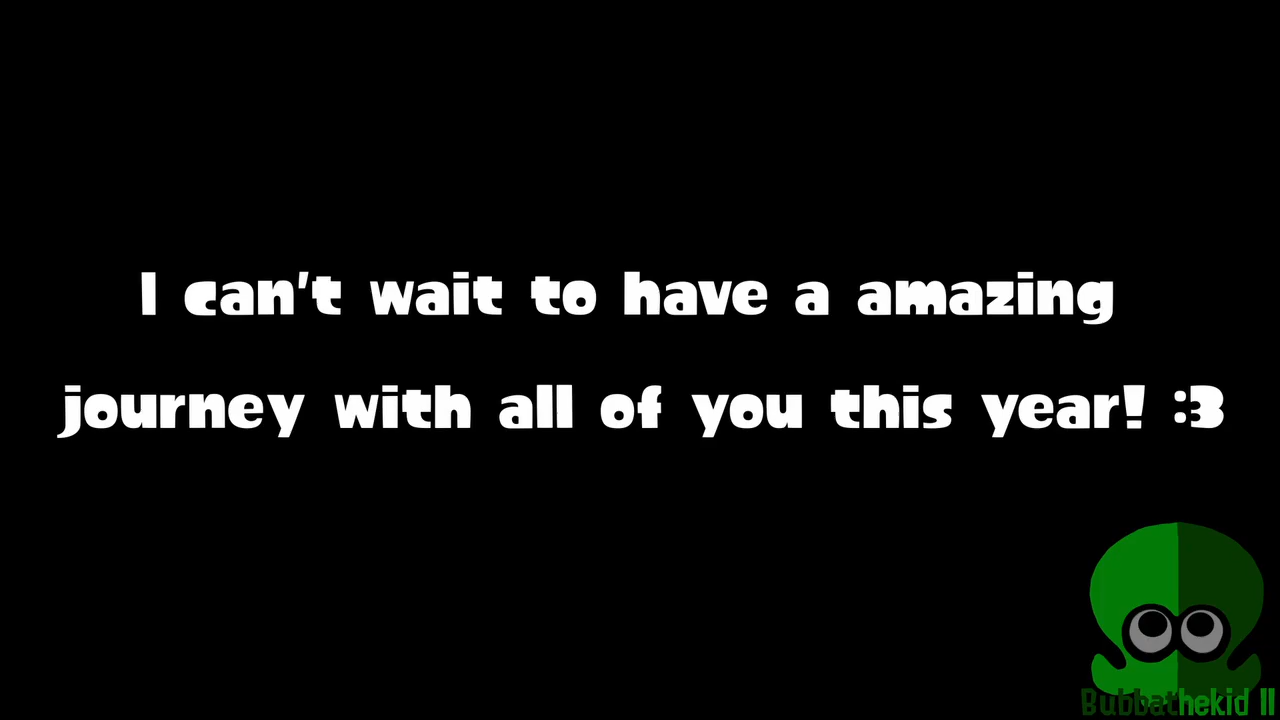 I can't wait to have a amazing
journey with all of you this year! :3
Bubbathekid II